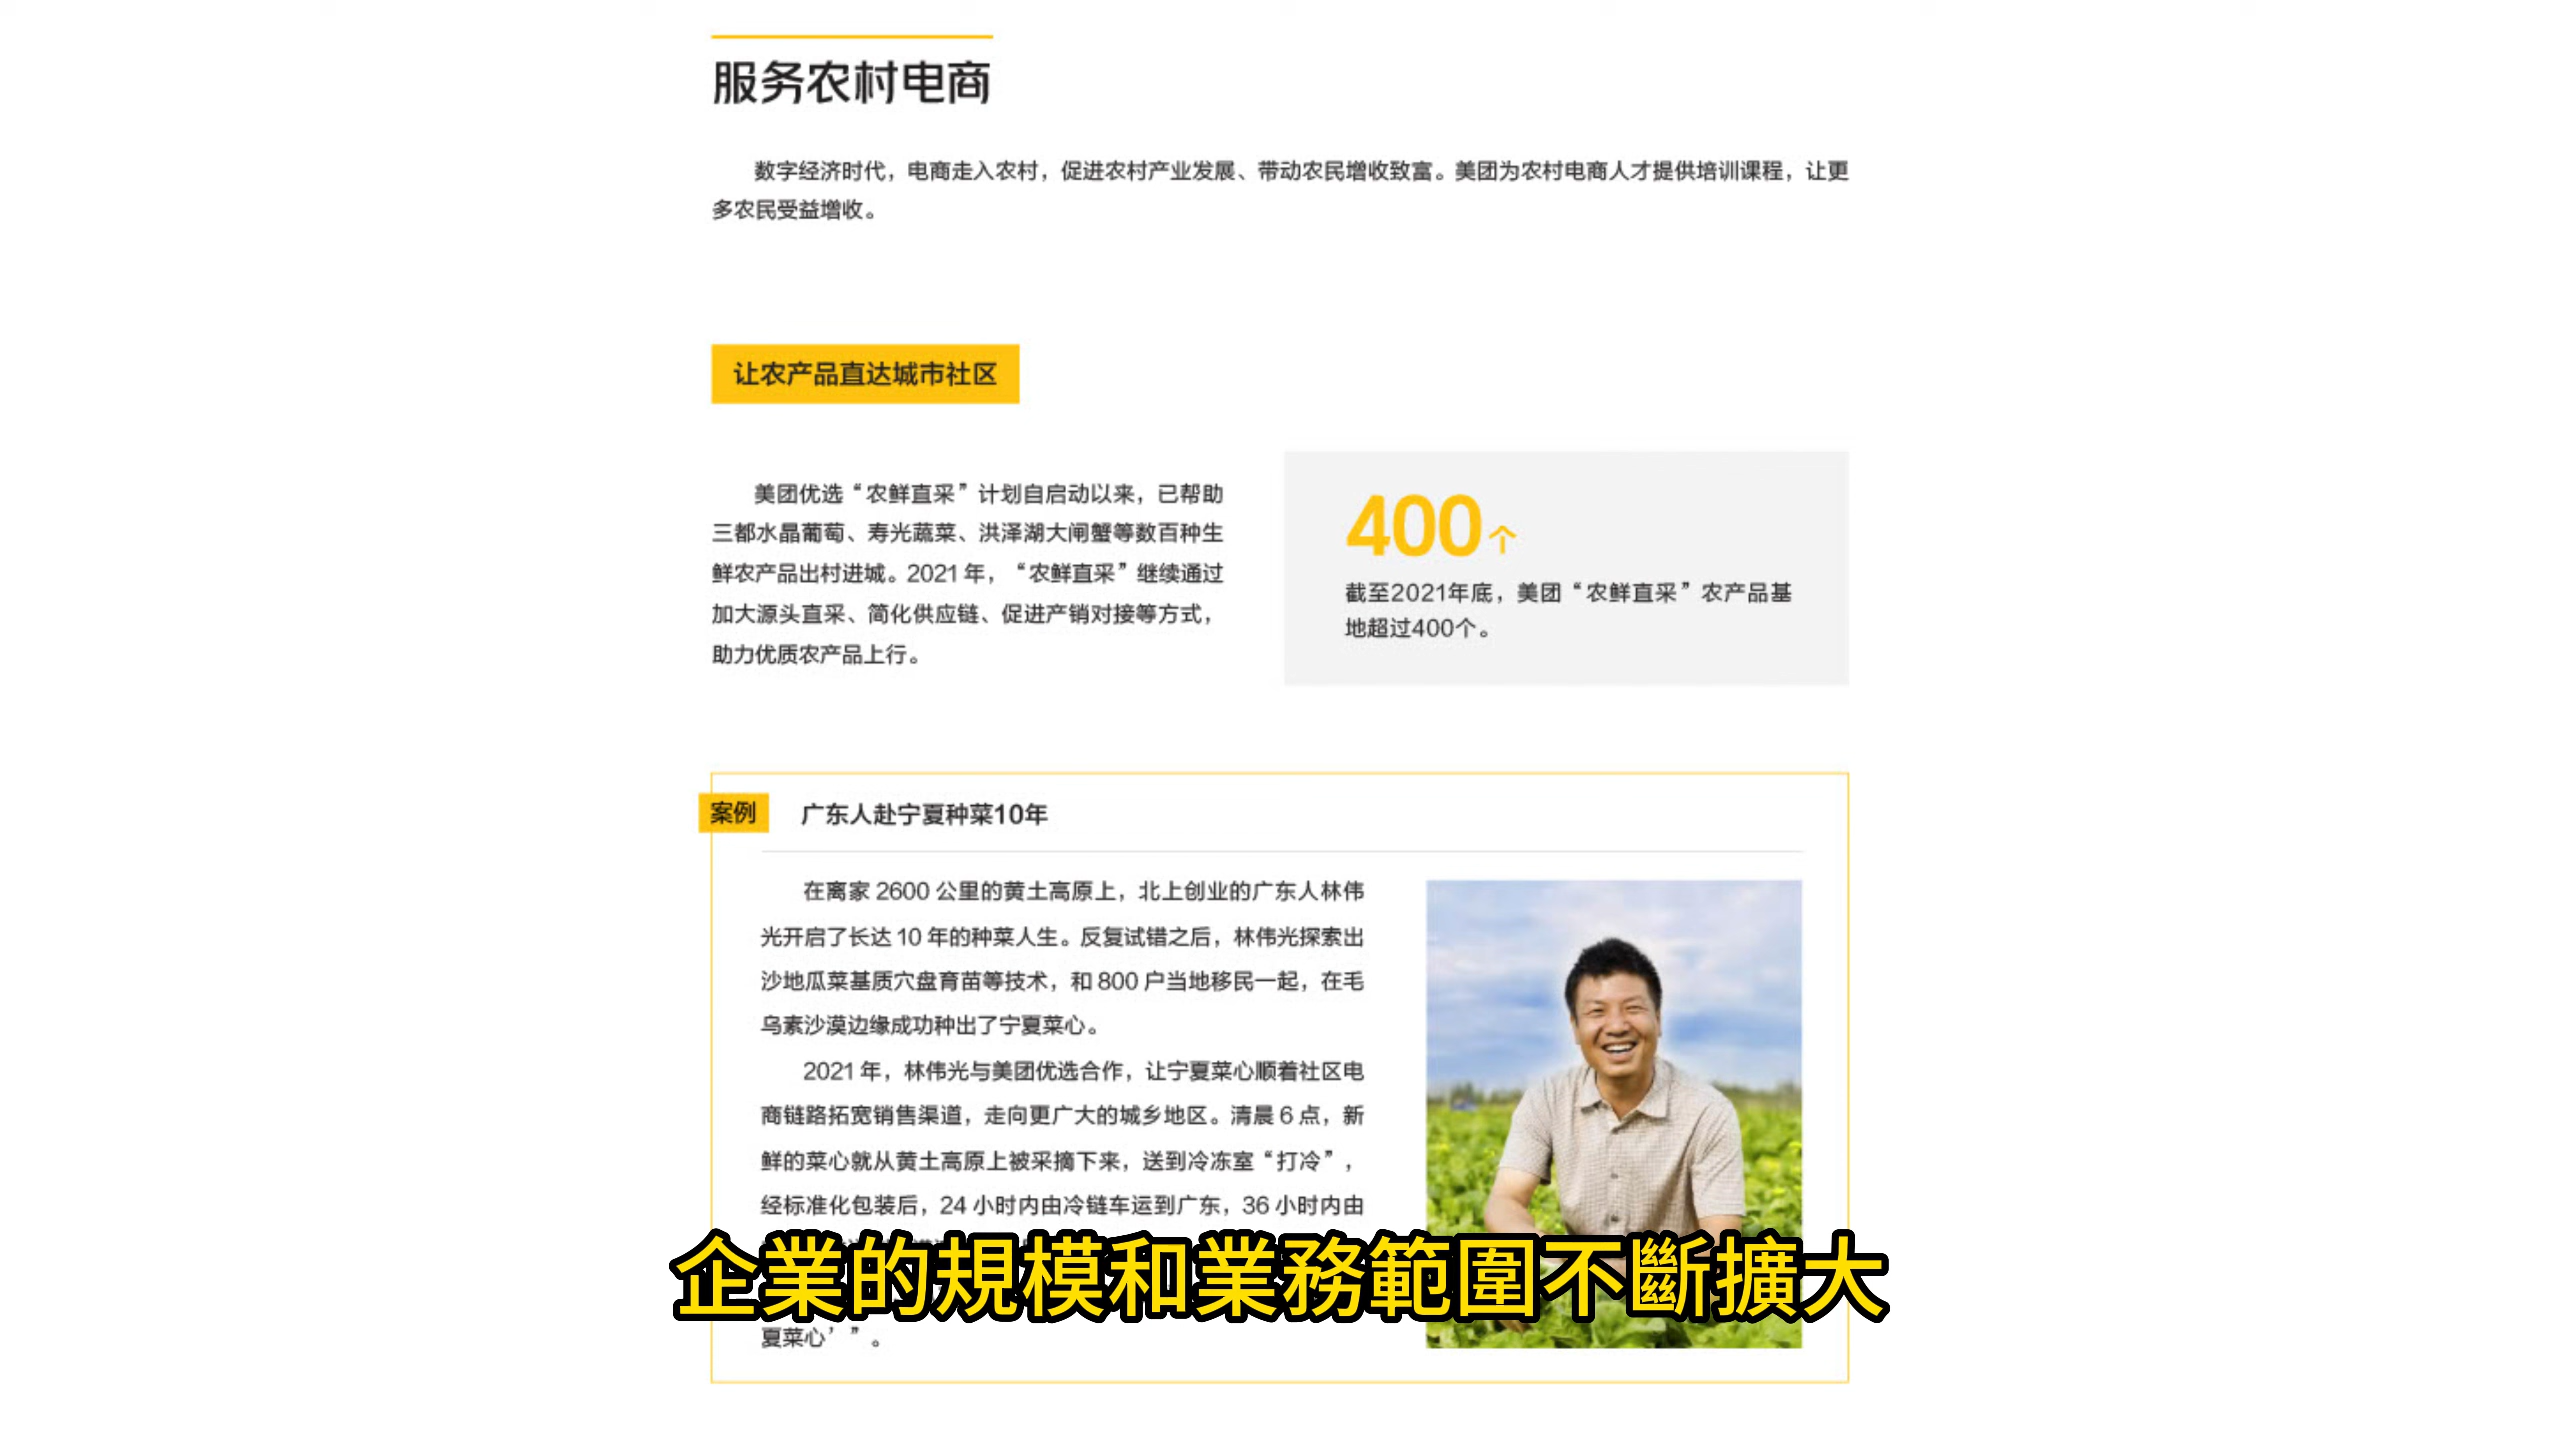 服务农村电商
数字经济时代，电商走入农村，促进农村产业发展、带动农民增收致富。美团为农村电商人才提供培训课程，让更
多农民受益增收。
让农产品直达城市社区
美团优选“农鲜直采”计划自启动以来，已帮助
三都水晶葡萄、寿光蔬菜、洪泽湖大闸蟹等数百种生
鲜农产品出村进城。2021 年，“农鲜直采”继续通过
加大源头直采、简化供应链、促进产销对接等方式，
助力优质农产品上行。
400个
截至2021年底，美团“农鲜直采”农产品基
地超过400个。
案例
广东人赴宁夏种菜10年
在离家 2600 公里的黄土高原上，北上创业的广东人林伟
光开启了长达 10 年的种菜人生。反复试错之后，林伟光探索出
沙地瓜菜基质穴盘育苗等技术，和 800 户当地移民一起，在毛
乌素沙漠边缘成功种出了宁夏菜心。
2021 年，林伟光与美团优选合作，让宁夏菜心顺着社区电
商链路拓宽销售渠道，走向更广大的城乡地区。清晨 6 点，新
鲜的菜心就从黄土高原上被采摘下来，送到冷冻室“打冷”，
经标准化包装后，24 小时内由冷链车运到广东，36 小时内由
企業的規模和業務範圍不斷擴大
夏菜心’”。